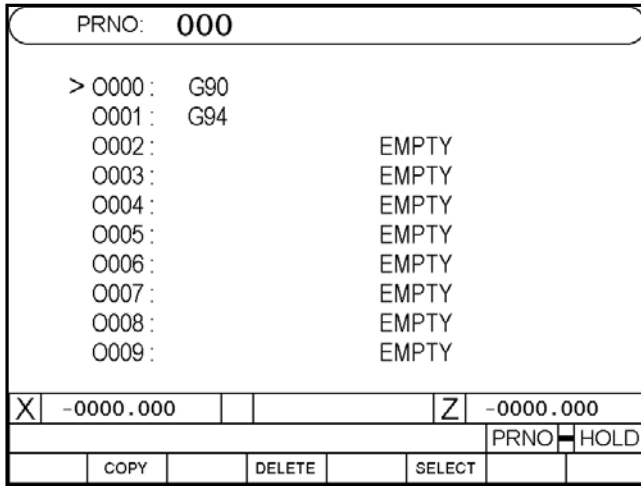 PRNO: 000
> O000 : G90
O001 : G94
O002 : EMPTY
O003 : EMPTY
O004 : EMPTY
O005 : EMPTY
O006 : EMPTY
O007 : EMPTY
O008 : EMPTY
O009 : EMPTY
X -0000.000 Z -0000.000
PRNO HOLD
COPY DELETE SELECT